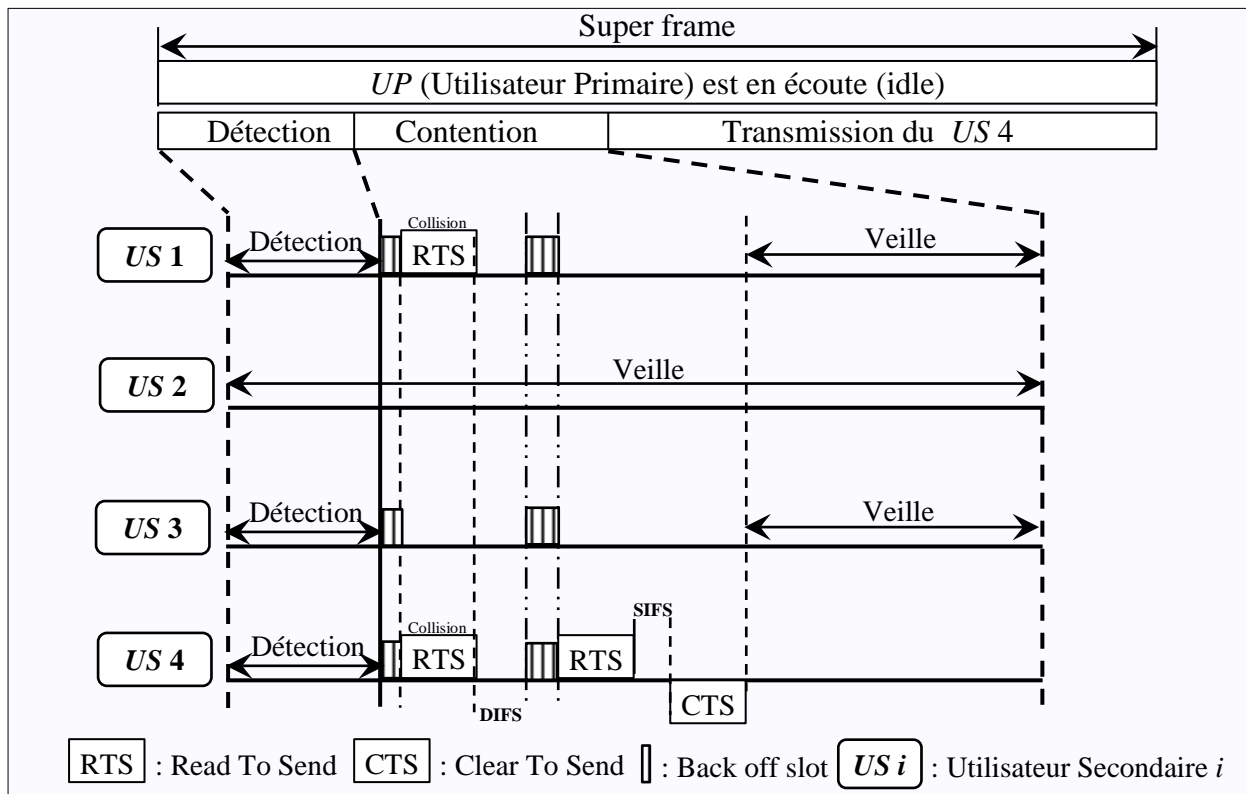 Super frame
UP (Utilisateur Primaire) est en écoute (idle)
Détection Contention Transmission du US 4
US 1 Détection Collision RTS Veille
US 2 Veille
US 3 Détection Veille
US 4 Détection Collision RTS DIFS RTS SIFS CTS
RTS : Read To Send CTS : Clear To Send : Back off slot US i : Utilisateur Secondaire i